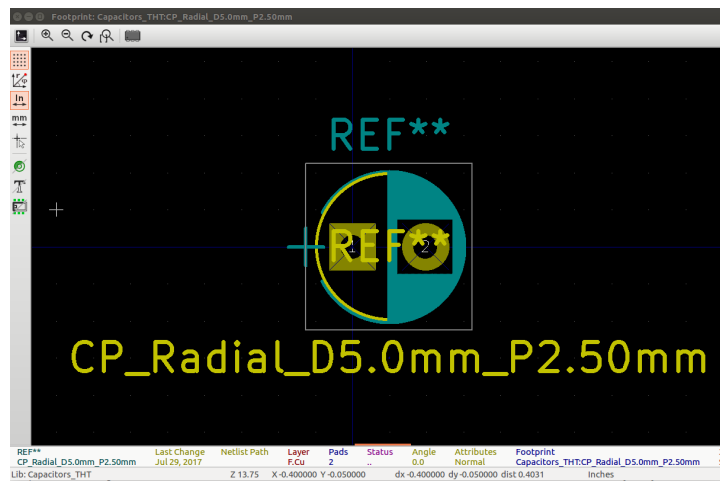 Footprint: Capacitors_THT:CP_Radial_D5.0mm_P2.50mm
In
mm
REF**
1
REF**
2
CP_Radial_D5.0mm_P2.50mm
REF** Last Change Netlist Path Layer Pads Status Angle Attributes Footprint
CP_Radial_D5.0mm_P2.50mm Jul 29, 2017 F.Cu 2 .. 0.0 Normal Capacitors_THT:CP_Radial_D5.0mm_P2.50mm
Lib: Capacitors_THT Z 13.75 X -0.400000 Y -0.050000 dx -0.400000 dy -0.050000 dist 0.4031 Inches